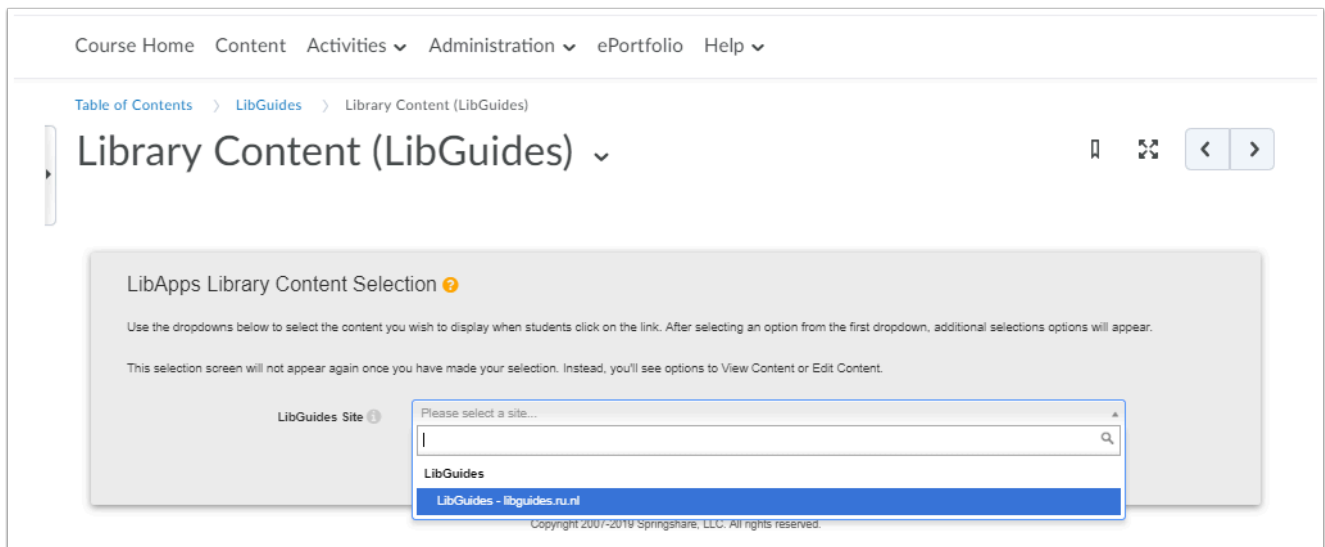 Course Home Content Activities Administration ePortfolio Help
Table of Contents > LibGuides > Library Content (LibGuides)
Library Content (LibGuides)
LibApps Library Content Selection ?
Use the dropdowns below to select the content you wish to display when students click on the link. After selecting an option from the first dropdown, additional selections options will appear.
This selection screen will not appear again once you have made your selection. Instead, you'll see options to View Content or Edit Content.
LibGuides Site i Please select a site...
LibGuides
LibGuides - libguides.ru.nl
Copyright 2007-2019 Springshare, LLC. All rights reserved.